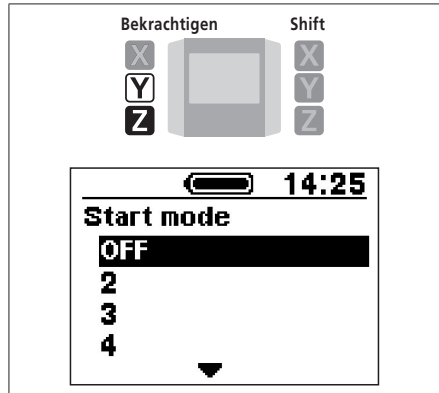 Bekrachtigen Shift
X X
Y Y
Z Z
14:25
Start mode
OFF
2
3
4